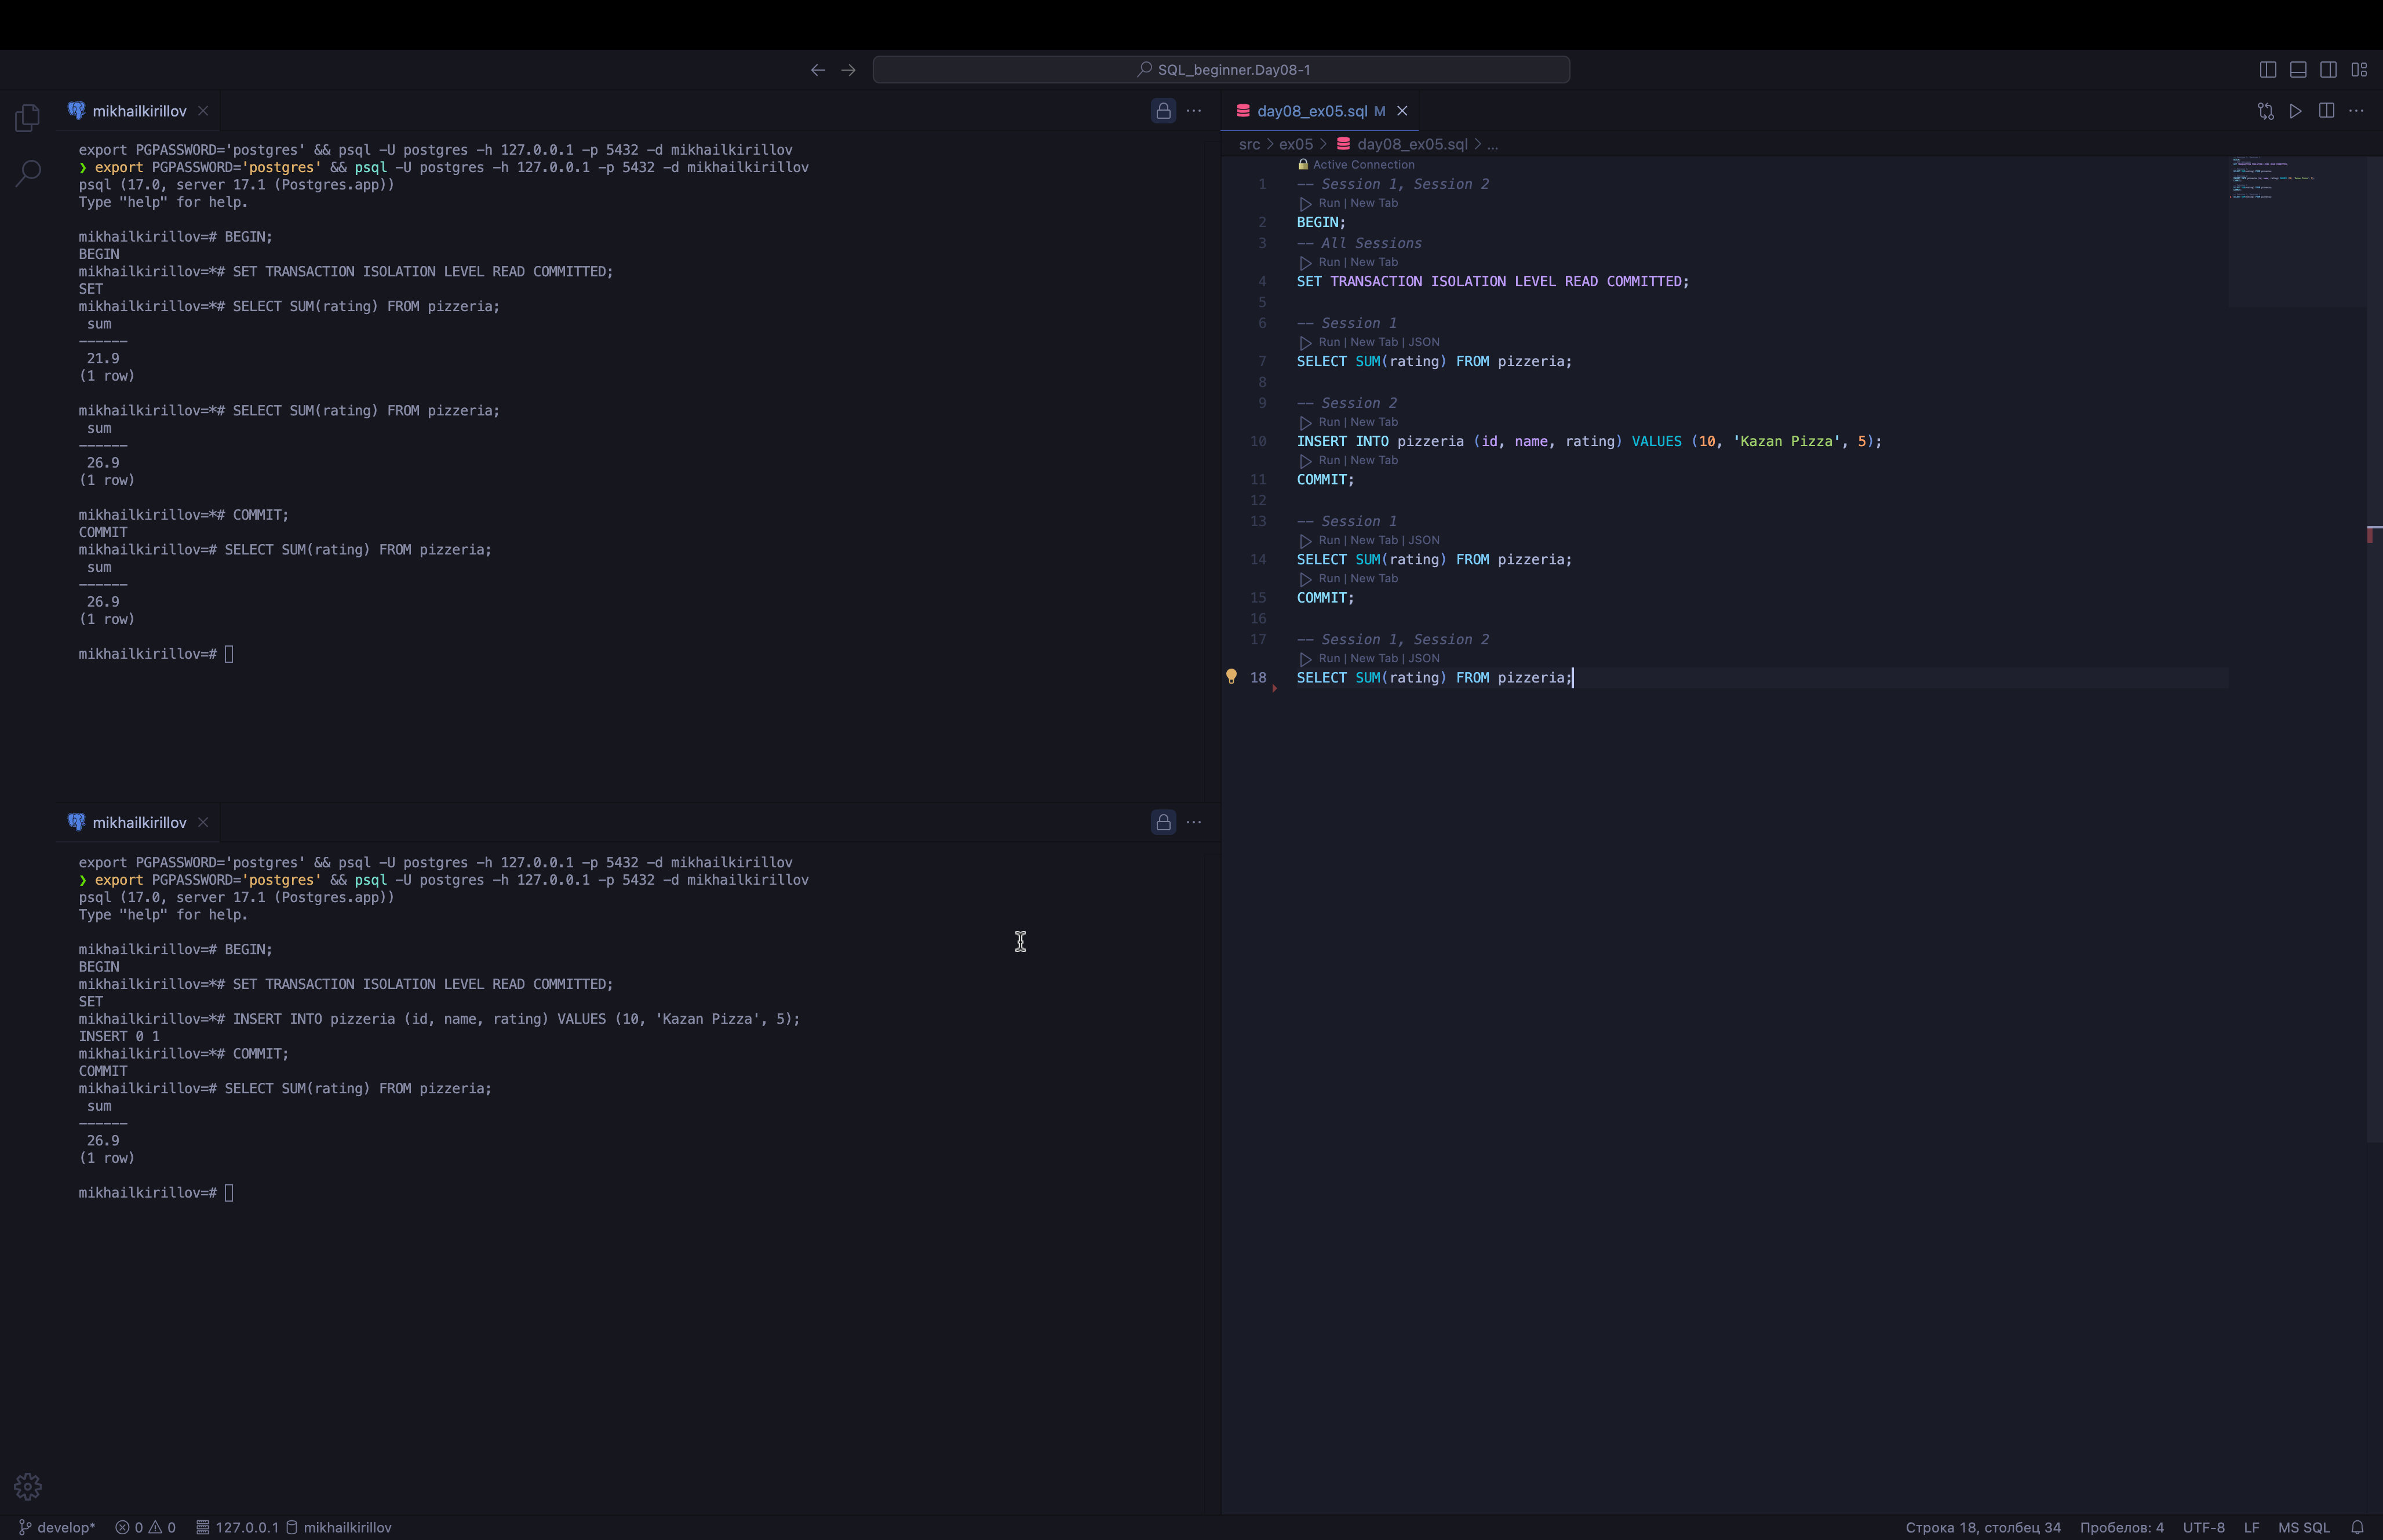 SQL_beginner.Day08-1
mikhailkirillov
export PGPASSWORD='postgres' && psql -U postgres -h 127.0.0.1 -p 5432 -d mikhailkirillov
❯ export PGPASSWORD='postgres' && psql -U postgres -h 127.0.0.1 -p 5432 -d mikhailkirillov
psql (17.0, server 17.1 (Postgres.app))
Type "help" for help.
mikhailkirillov=# BEGIN;
BEGIN
mikhailkirillov=*# SET TRANSACTION ISOLATION LEVEL READ COMMITTED;
SET
mikhailkirillov=*# SELECT SUM(rating) FROM pizzeria;
sum
------
21.9
(1 row)
mikhailkirillov=*# SELECT SUM(rating) FROM pizzeria;
sum
------
26.9
(1 row)
mikhailkirillov=*# COMMIT;
COMMIT
mikhailkirillov=# SELECT SUM(rating) FROM pizzeria;
sum
------
26.9
(1 row)
mikhailkirillov=#
mikhailkirillov
export PGPASSWORD='postgres' && psql -U postgres -h 127.0.0.1 -p 5432 -d mikhailkirillov
❯ export PGPASSWORD='postgres' && psql -U postgres -h 127.0.0.1 -p 5432 -d mikhailkirillov
psql (17.0, server 17.1 (Postgres.app))
Type "help" for help.
mikhailkirillov=# BEGIN;
BEGIN
mikhailkirillov=*# SET TRANSACTION ISOLATION LEVEL READ COMMITTED;
SET
mikhailkirillov=*# INSERT INTO pizzeria (id, name, rating) VALUES (10, 'Kazan Pizza', 5);
INSERT 0 1
mikhailkirillov=*# COMMIT;
COMMIT
mikhailkirillov=# SELECT SUM(rating) FROM pizzeria;
sum
------
26.9
(1 row)
mikhailkirillov=#
day08_ex05.sql M
src > ex05 > day08_ex05.sql > ...
Active Connection
1 -- Session 1, Session 2
Run | New Tab
2 BEGIN;
3 -- All Sessions
Run | New Tab
4 SET TRANSACTION ISOLATION LEVEL READ COMMITTED;
5
6 -- Session 1
Run | New Tab | JSON
7 SELECT SUM(rating) FROM pizzeria;
8
9 -- Session 2
Run | New Tab
10 INSERT INTO pizzeria (id, name, rating) VALUES (10, 'Kazan Pizza', 5);
Run | New Tab
11 COMMIT;
12
13 -- Session 1
Run | New Tab | JSON
14 SELECT SUM(rating) FROM pizzeria;
Run | New Tab
15 COMMIT;
16
17 -- Session 1, Session 2
Run | New Tab | JSON
18 SELECT SUM(rating) FROM pizzeria;
develop* 0 0 127.0.0.1 mikhailkirillov
Строка 18, столбец 34 Пробелов: 4 UTF-8 LF MS SQL